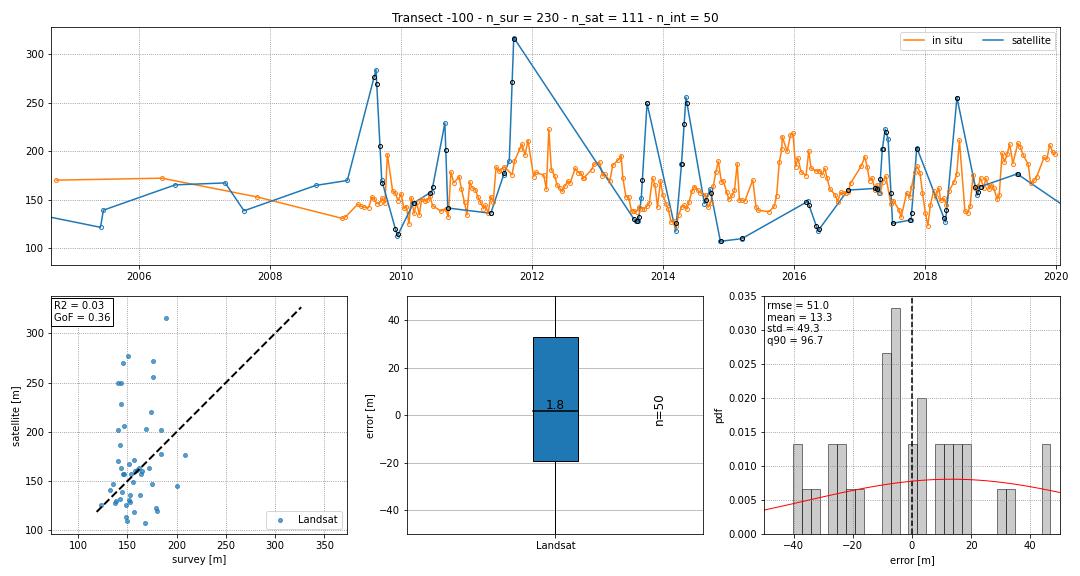 Transect -100 - n_sur = 230 - n_sat = 111 - n_int = 50
in situ
satellite
300
250
200
150
100
2006
2008
2010
2012
2014
2016
2018
2020
R2 = 0.03
GoF = 0.36
satellite [m]
300
250
200
150
100
100
150
200
250
300
350
survey [m]
Landsat
error [m]
40
20
0
−20
−40
1.8
n=50
Landsat
rmse = 51.0
mean = 13.3
std = 49.3
q90 = 96.7
pdf
0.035
0.030
0.025
0.020
0.015
0.010
0.005
0.000
−40
−20
0
20
40
error [m]